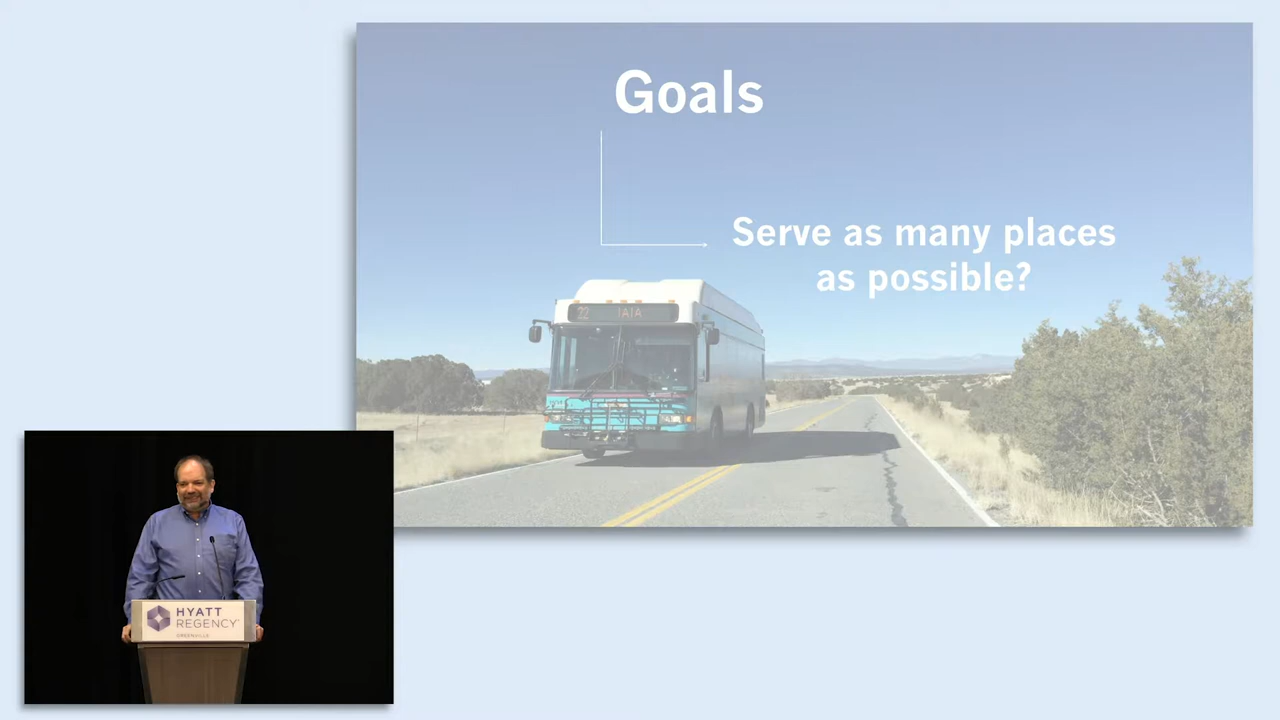 Goals
Serve as many places
as possible?
22 IAIA
HYATT
REGENCY
GREENVILLE